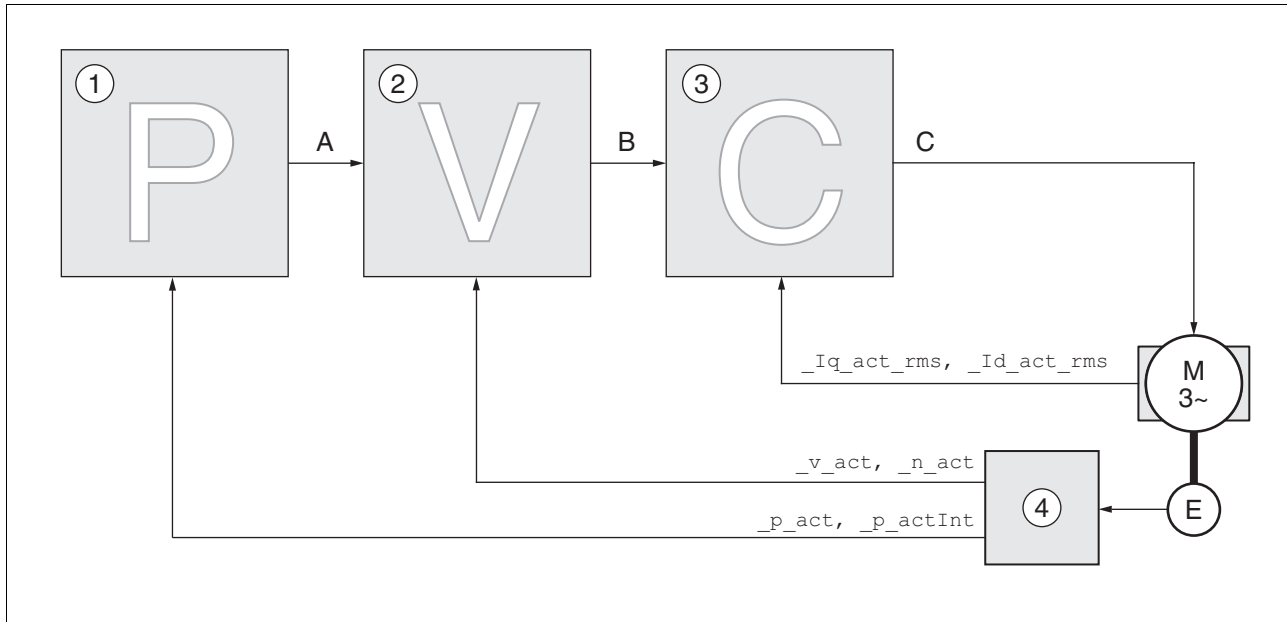 1
P
A
2
V
B
3
C
C
_Iq_act_rms, _Id_act_rms
M
3~
_v_act, _n_act
4
E
_p_act, _p_actInt